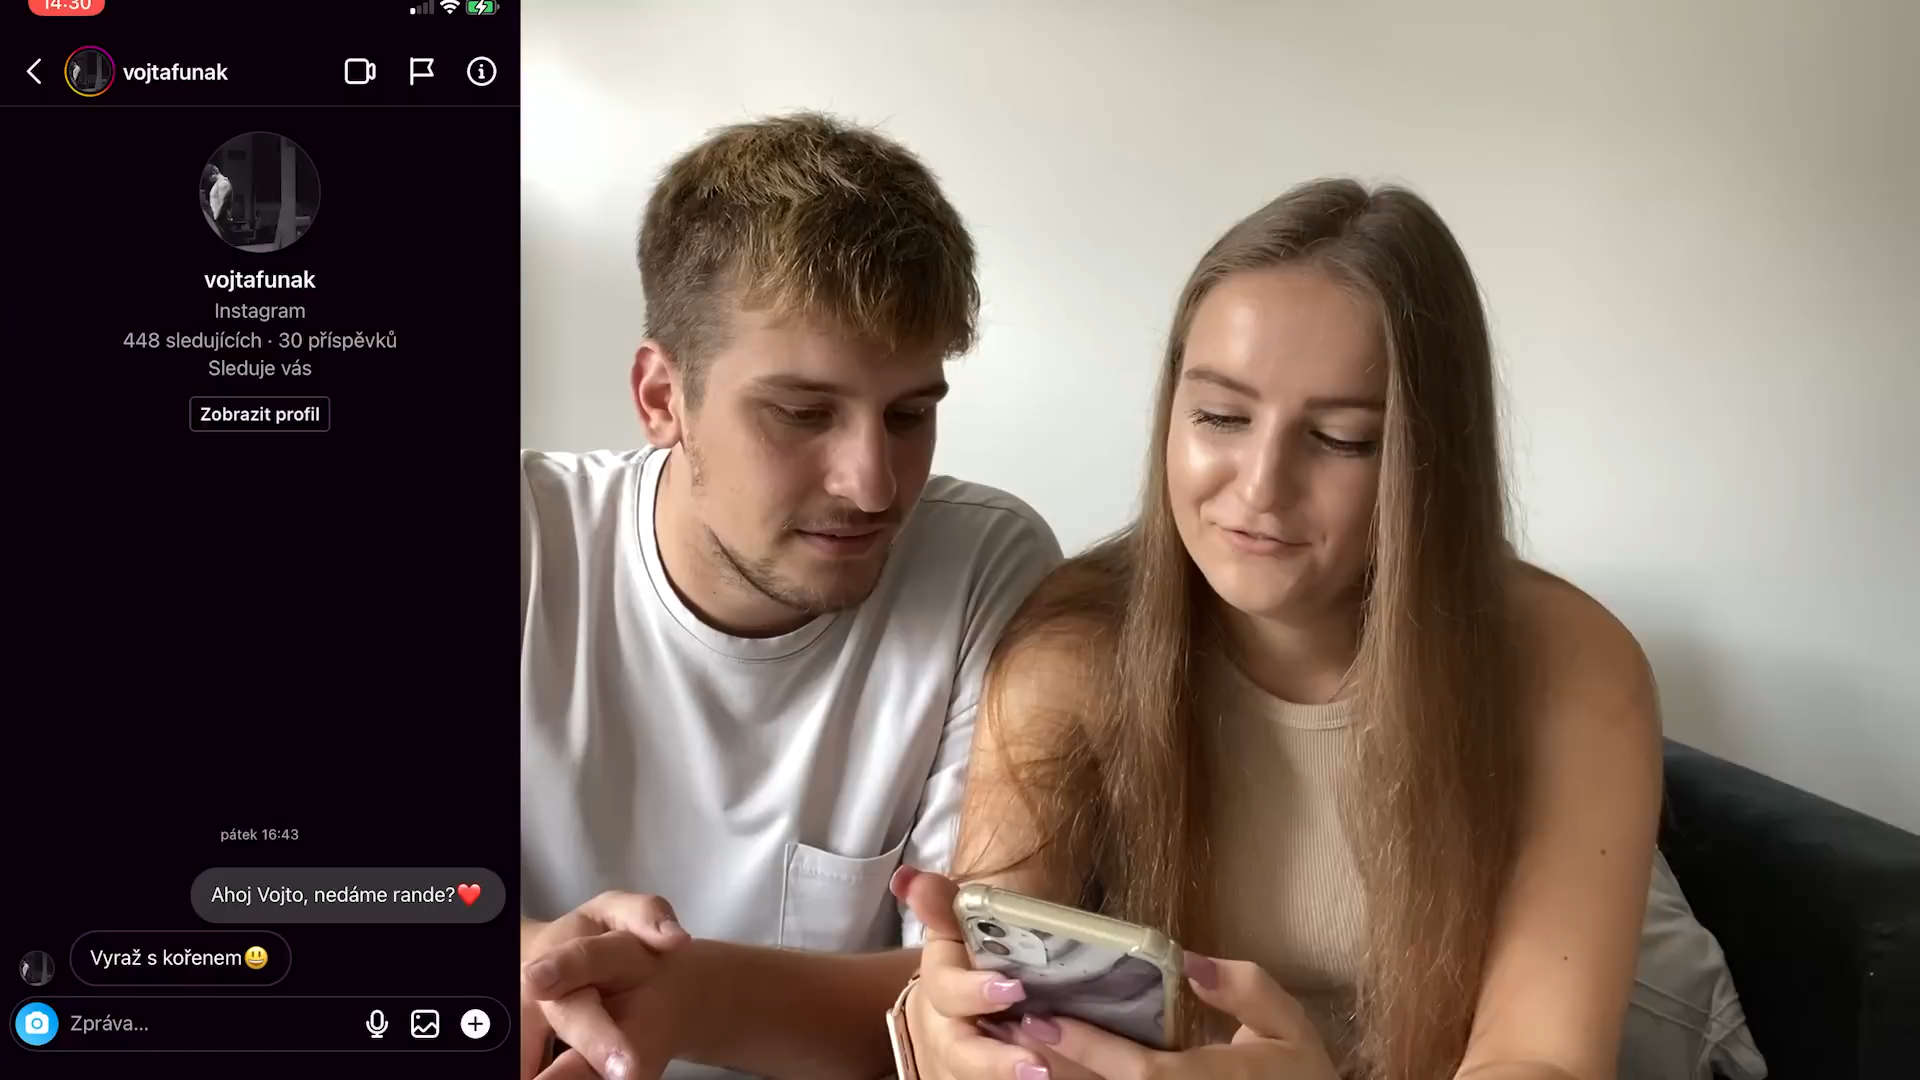 14:30
vojtafunak
vojtafunak
Instagram
448 sledujících · 30 příspěvků
Sleduje vás
Zobrazit profil
pátek 16:43
Ahoj Vojto, nedáme rande?❤️
Vyraž s kořenem😃
Zpráva...